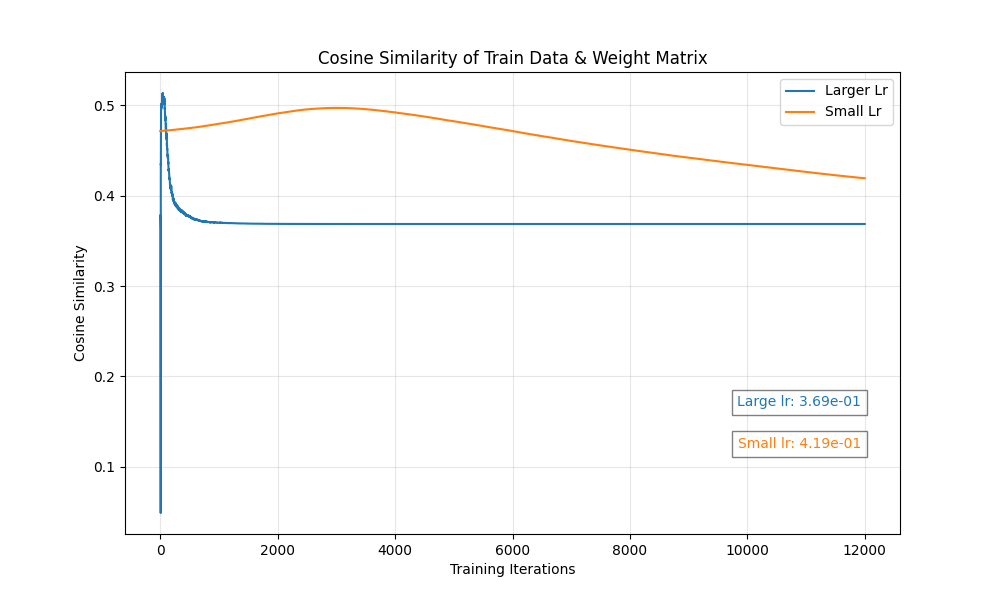 Cosine Similarity of Train Data & Weight Matrix
Larger Lr
Small Lr
Cosine Similarity
0.5
0.4
0.3
0.2
0.1
Large lr: 3.69e-01
Small lr: 4.19e-01
0 2000 4000 6000 8000 10000 12000
Training Iterations